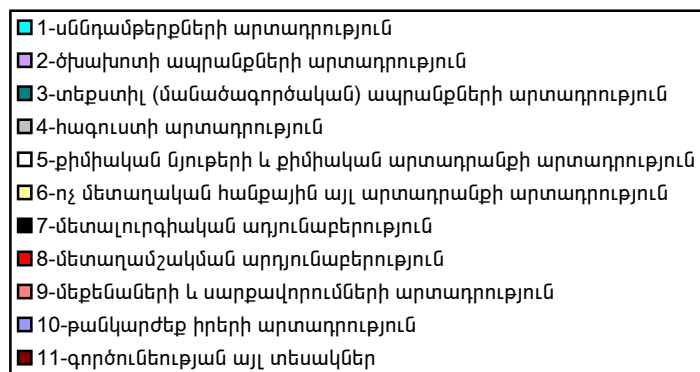 1-սննդամթերքների արտադրություն
2-ծխախոտի ապրանքների արտադրություն
3-տեքստիլ (մանածագործական) ապրանքների արտադրություն
4-հագուստի արտադրություն
5-քիմիական նյութերի և քիմիական արտադրանքի արտադրություն
6-ոչ մետաղական հանքային այլ արտադրանքի արտադրություն
7-մետալուրգիական աղյունաբերություն
8-մետաղամշակման արդյունաբերություն
9-մեքենաների և սարքավորումների արտադրություն
10-թանկարժեք իրերի արտադրություն
11-գործունեության այլ տեսակներ